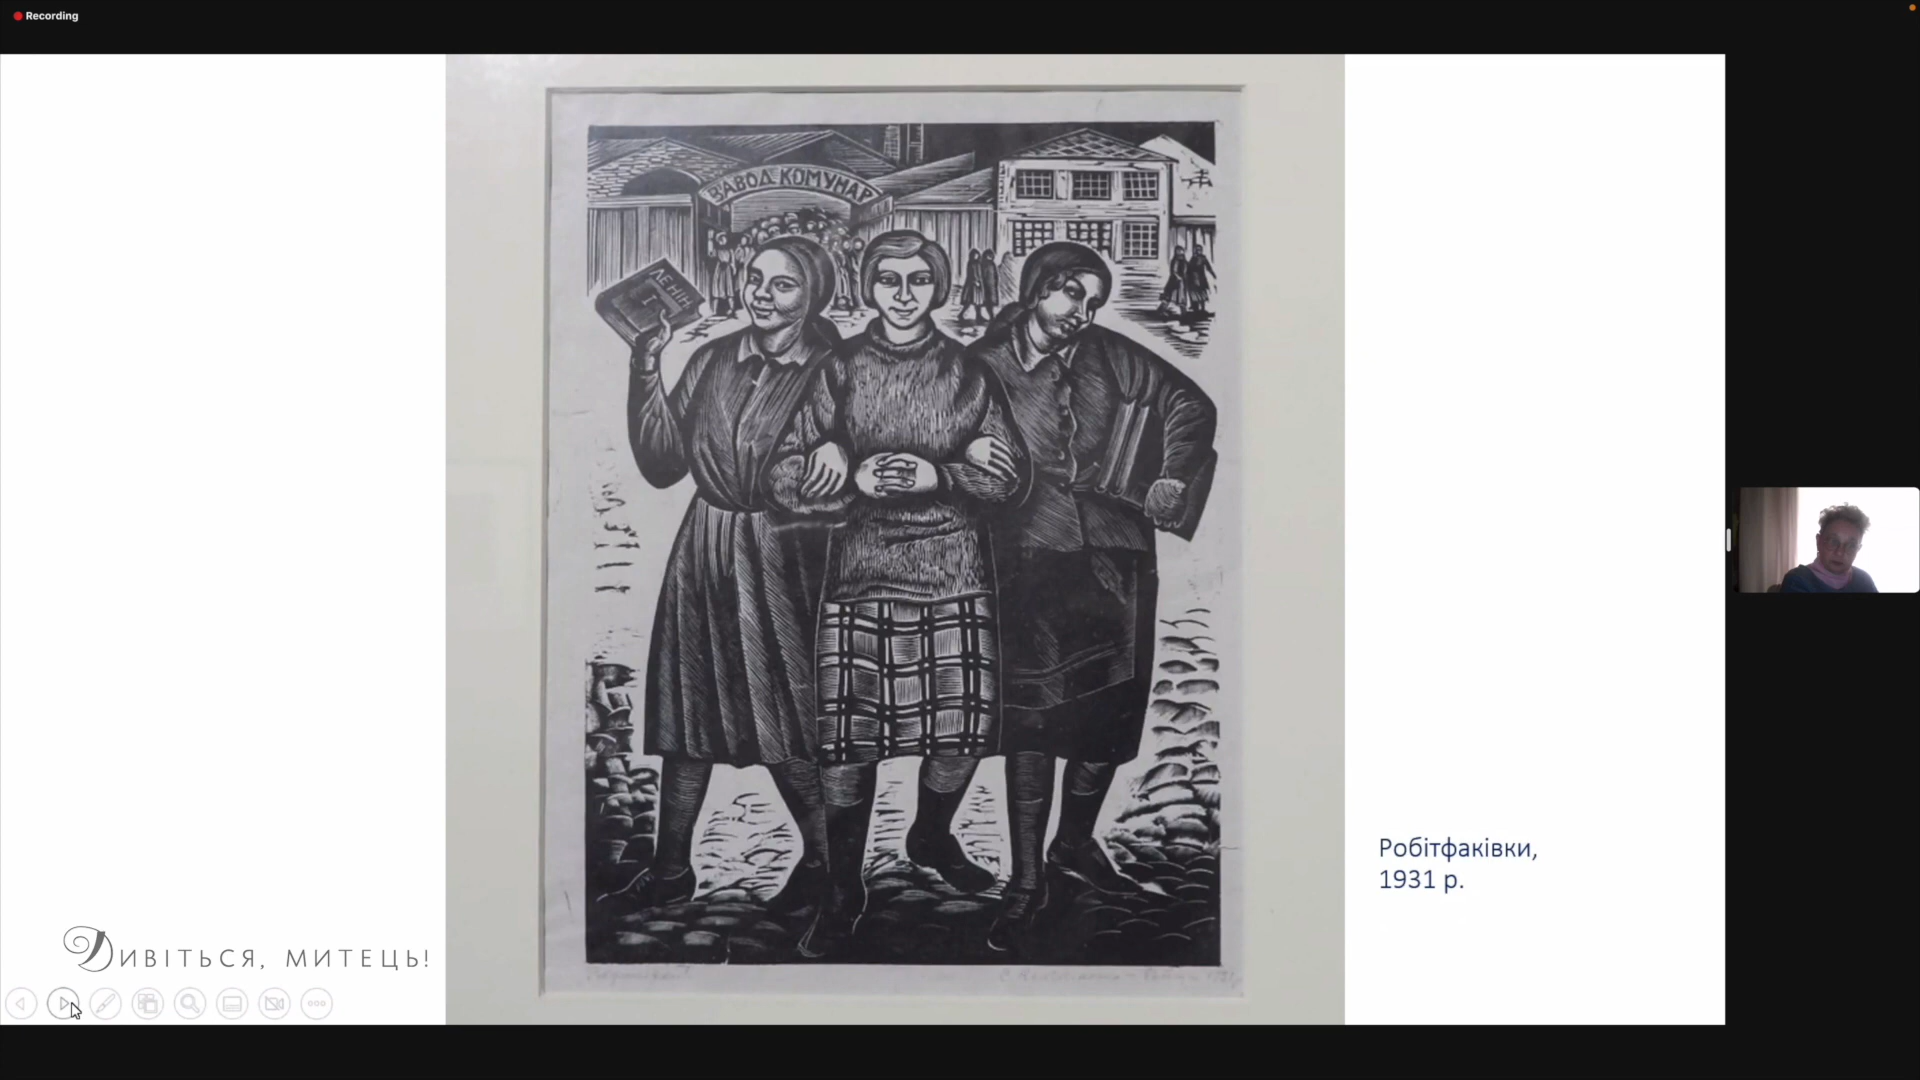 Recording
ЗАВОД КОМУНАР
ЛЕНІН
I
Робітфаківки,
1931 р.
Дивіться, митець!